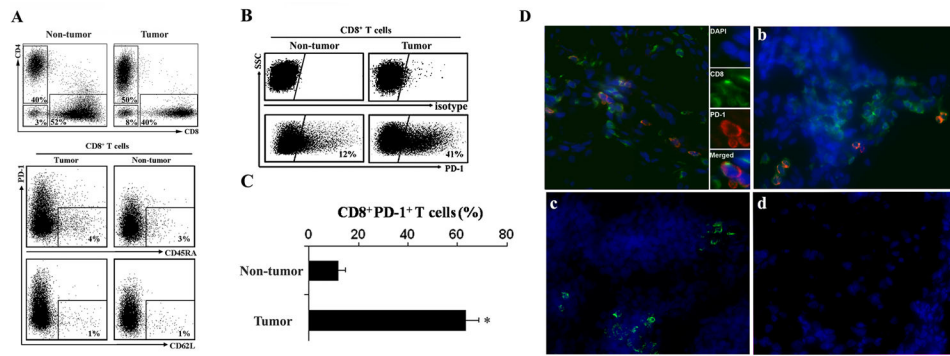 A
Non-tumor Tumor
CD4
40% 50%
3% 52% 8% 40%
CD8
CD8⁺ T cells
Tumor Non-tumor
PD-1
4% 3%
CD45RA
1% 1%
CD62L
B
CD8⁺ T cells
Non-tumor Tumor
SSC
isotype
12% 41%
PD-1
C
CD8⁺PD-1⁺ T cells (%)
0 20 40 60 80
Non-tumor
Tumor *
D
DAPI
CD8
PD-1
Merged
b
c
d